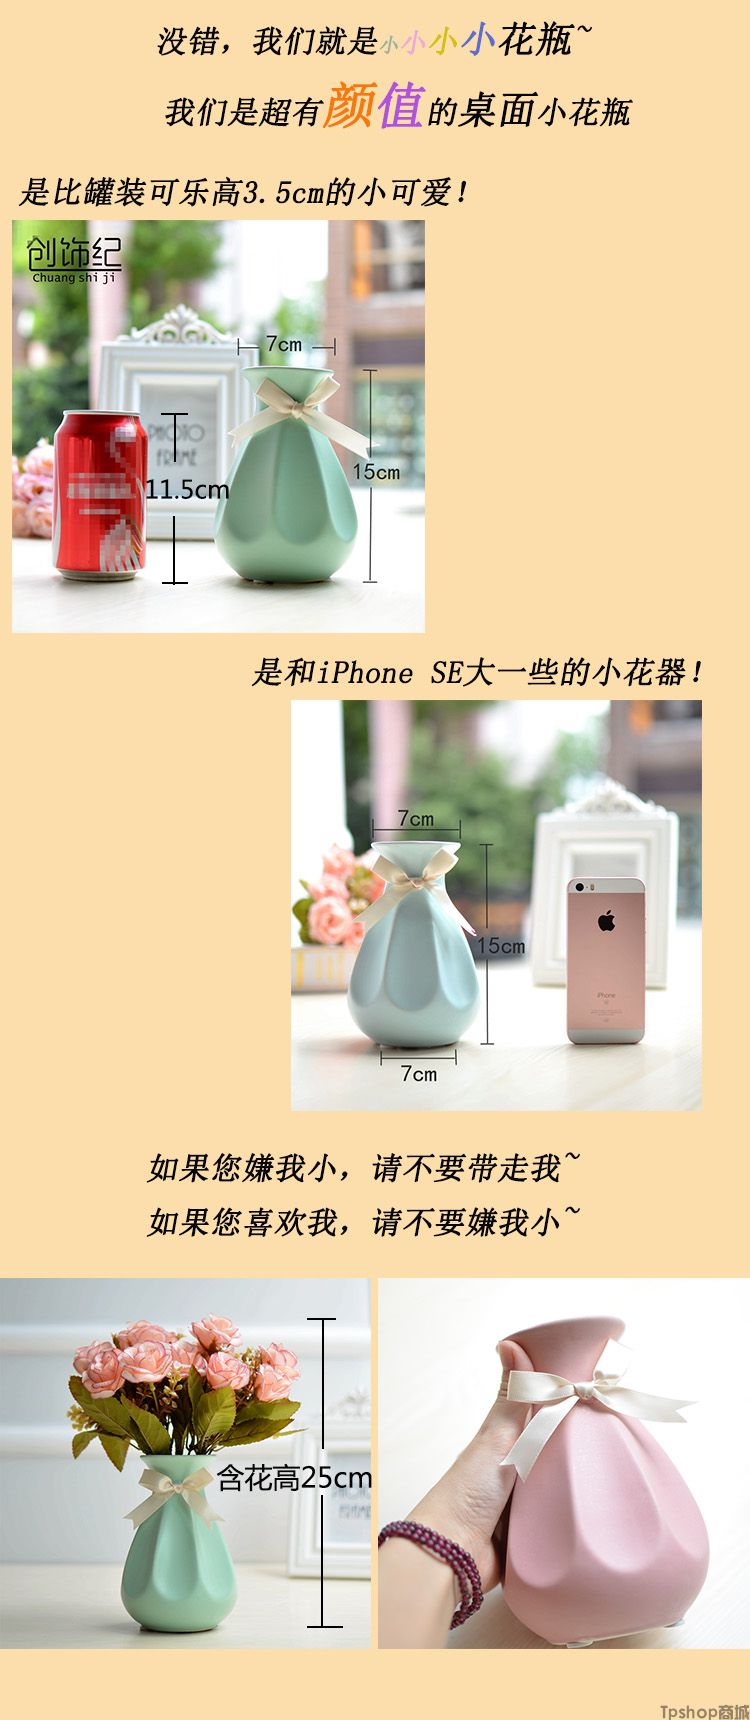 没错，我们就是小小小小花瓶~
我们是超有颜值的桌面小花瓶
是比罐装可乐高3.5cm的小可爱！
创饰纪
Chuang shi ji
7cm
PHOTO
FRAME
15cm
11.5cm
是和iPhone SE大一些的小花器！
7cm
15cm
iPhone
7cm
如果您嫌我小，请不要带走我~
如果您喜欢我，请不要嫌我小~
含花高25cm
Tpshop商城